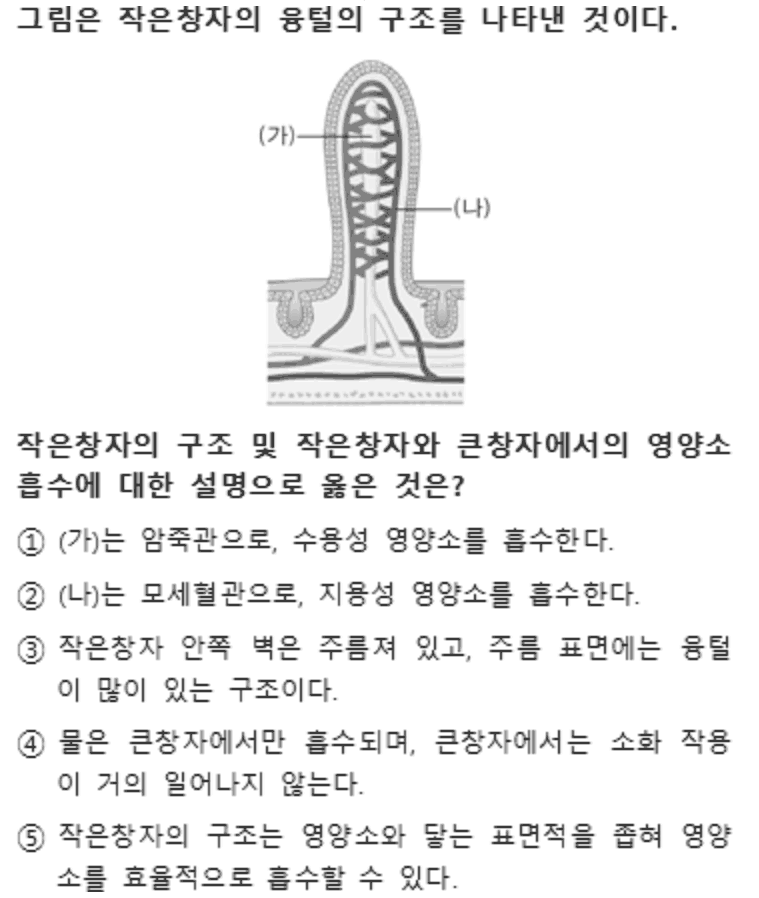 그림은 작은창자의 융털의 구조를 나타낸 것이다.
(가)
(나)
작은창자의 구조 및 작은창자와 큰창자에서의 영양소
흡수에 대한 설명으로 옳은 것은?
① (가)는 암죽관으로, 수용성 영양소를 흡수한다.
② (나)는 모세혈관으로, 지용성 영양소를 흡수한다.
③ 작은창자 안쪽 벽은 주름져 있고, 주름 표면에는 융털
이 많이 있는 구조이다.
④ 물은 큰창자에서만 흡수되며, 큰창자에서는 소화 작용
이 거의 일어나지 않는다.
⑤ 작은창자의 구조는 영양소와 닿는 표면적을 좁혀 영양
소를 효율적으로 흡수할 수 있다.